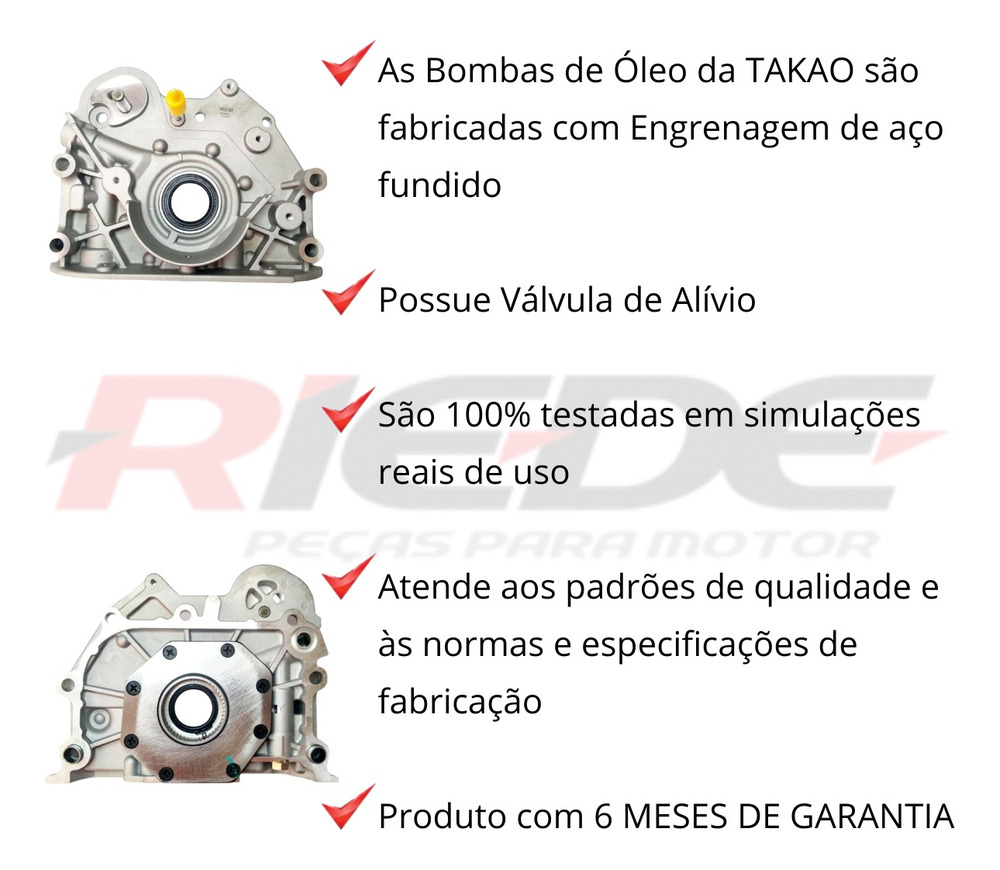 As Bombas de Óleo da TAKAO são
fabricadas com Engrenagem de aço
fundido
Possue Válvula de Alívio
RIEDE
São 100% testadas em simulações
reais de uso
PEÇAS PARA MOTOR
Atende aos padrões de qualidade e
às normas e especificações de
fabricação
Produto com 6 MESES DE GARANTIA